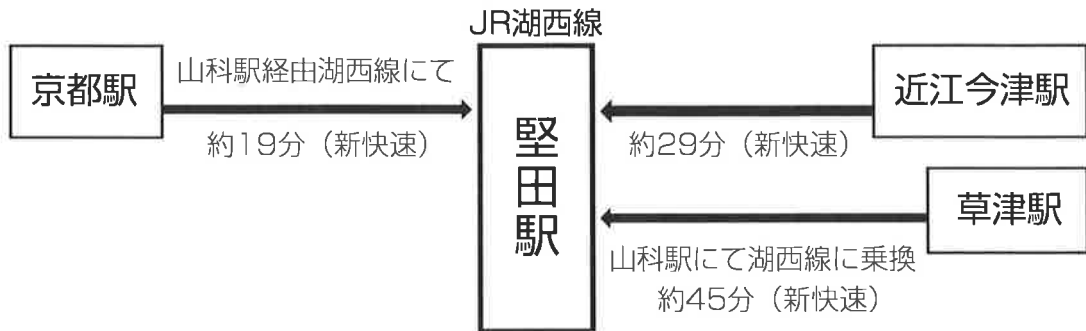 JR湖西線
京都駅
山科駅経由湖西線にて
約19分（新快速）
堅田駅
近江今津駅
約29分（新快速）
草津駅
山科駅にて湖西線に乗換
約45分（新快速）